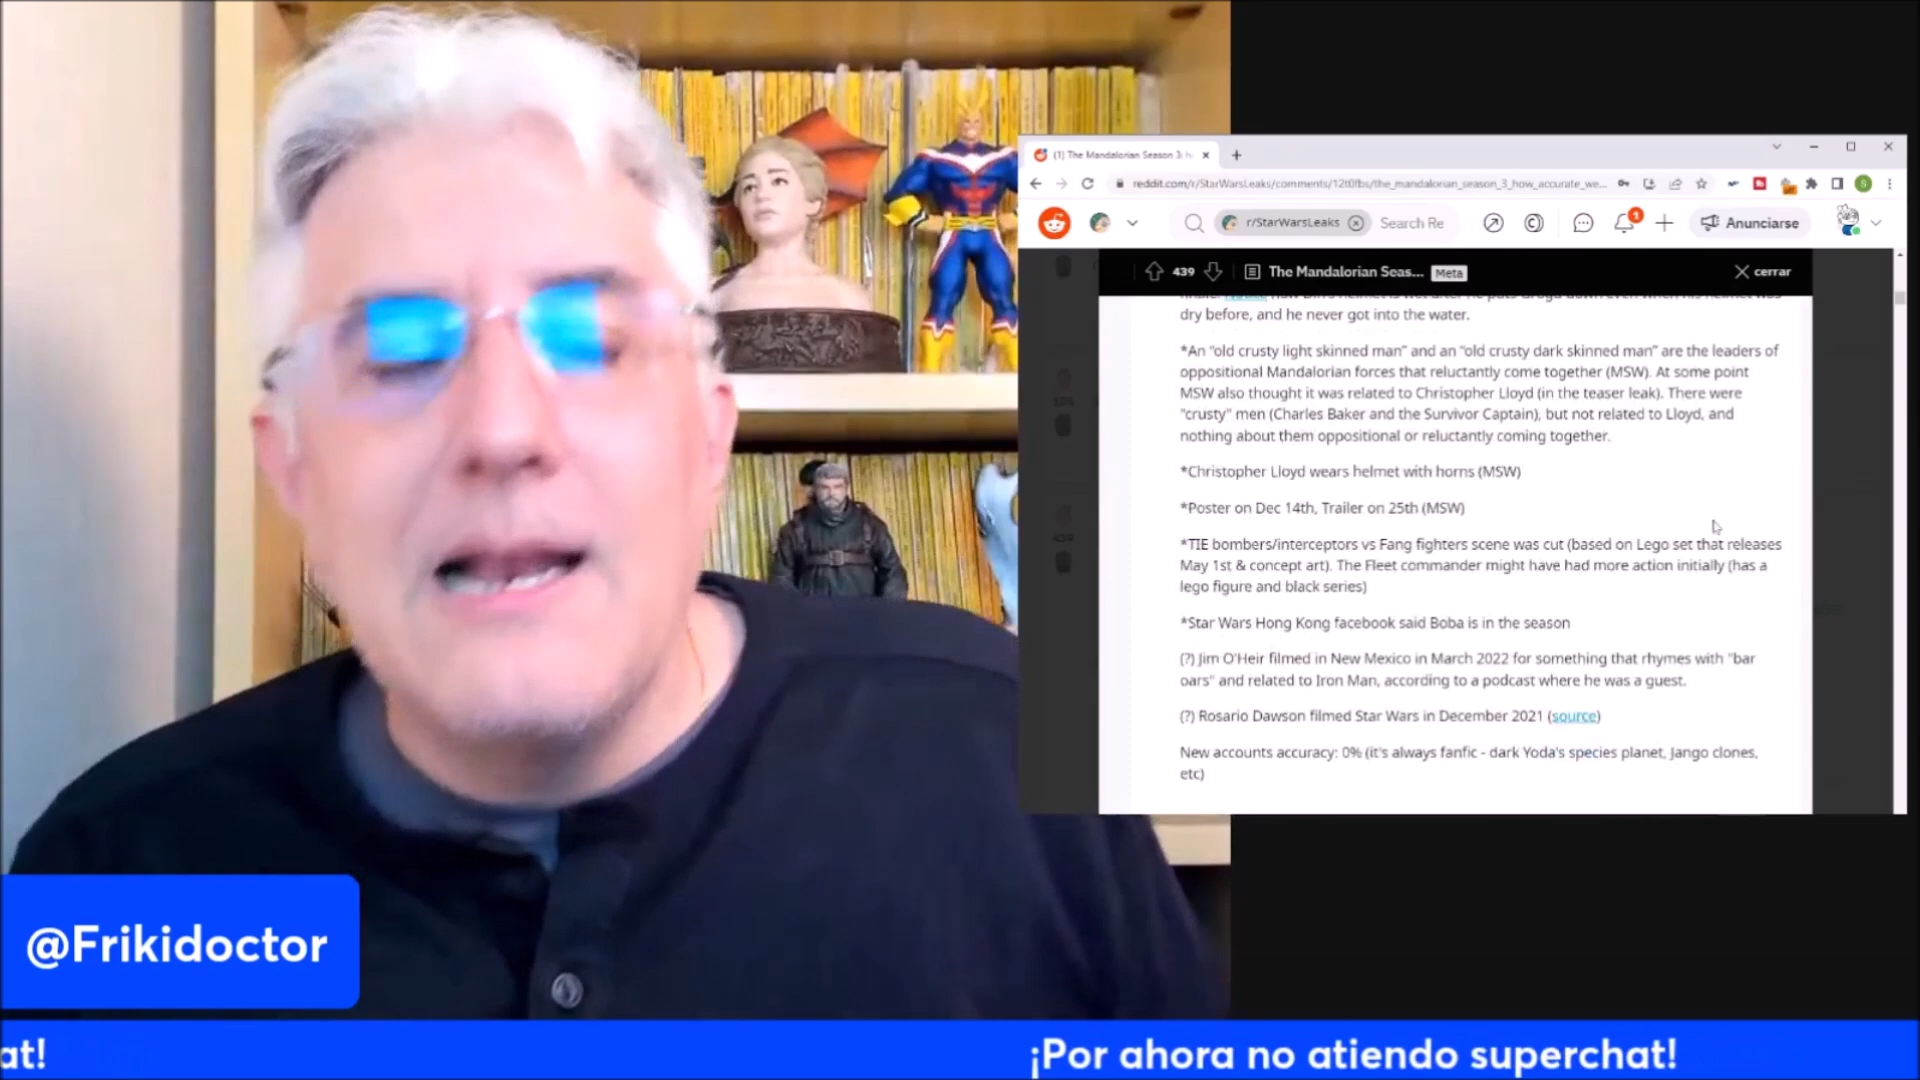 (1) The Mandalorian Season 3: h
reddit.com/r/StarWarsLeaks/comments/12t0fbs/the_mandalorian_season_3_how_accurate_we...
r/StarWarsLeaks
Search Re
1
Anunciarse
439
The Mandalorian Seas...
Meta
cerrar
dry before, and he never got into the water.
*An “old crusty light skinned man” and an “old crusty dark skinned man” are the leaders of
oppositional Mandalorian forces that reluctantly come together (MSW). At some point
MSW also thought it was related to Christopher Lloyd (in the teaser leak). There were
"crusty" men (Charles Baker and the Survivor Captain), but not related to Lloyd, and
nothing about them oppositional or reluctantly coming together.
*Christopher Lloyd wears helmet with horns (MSW)
*Poster on Dec 14th, Trailer on 25th (MSW)
*TIE bombers/interceptors vs Fang fighters scene was cut (based on Lego set that releases
May 1st & concept art). The Fleet commander might have had more action initially (has a
lego figure and black series)
*Star Wars Hong Kong facebook said Boba is in the season
(?) Jim O'Heir filmed in New Mexico in March 2022 for something that rhymes with "bar
oars" and related to Iron Man, according to a podcast where he was a guest.
(?) Rosario Dawson filmed Star Wars in December 2021 (source)
New accounts accuracy: 0% (it's always fanfic - dark Yoda's species planet, Jango clones,
etc)
@Frikidoctor
at!
¡Por ahora no atiendo superchat!